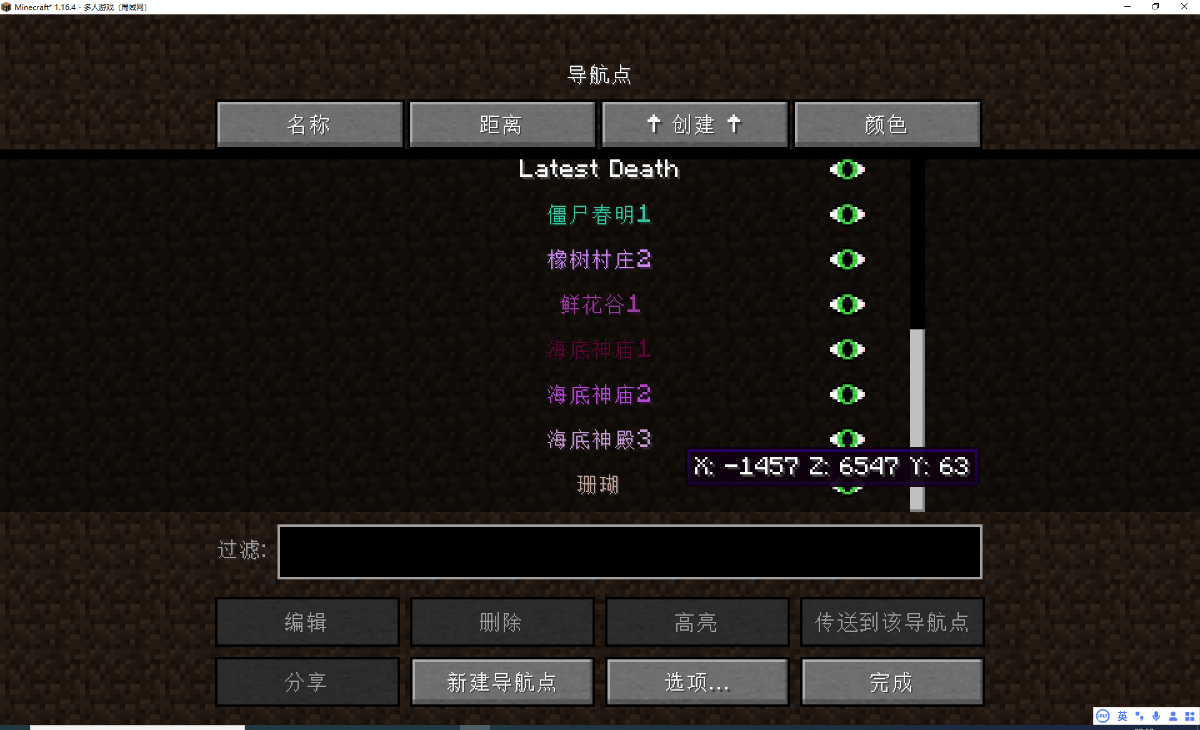 Minecraft* 1.16.4 - 多人游戏（局域网）
导航点
名称
距离
↑ 创建 ↑
颜色
Latest Death
僵尸春明1
橡树村庄2
鲜花谷1
海底神庙1
海底神庙2
海底神殿3
X: -1457 Z: 6547 Y: 63
珊瑚
过滤:
编辑
删除
高亮
传送到该导航点
分享
新建导航点
选项...
完成
英